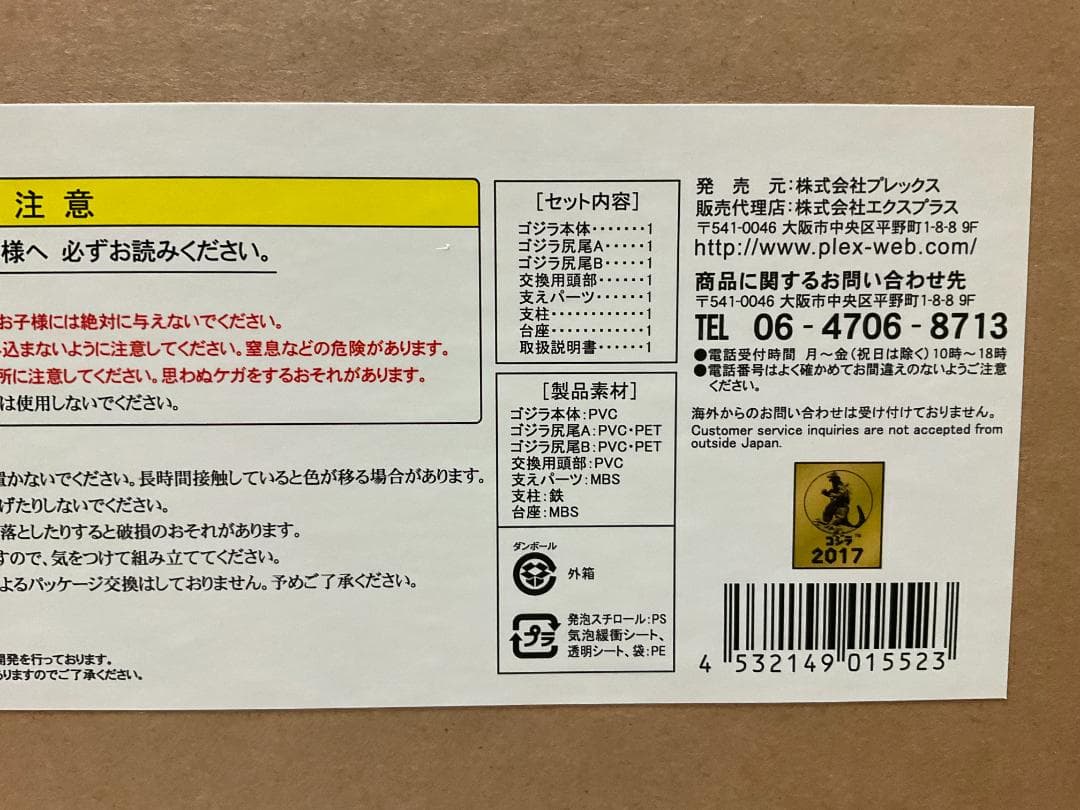 注意
様へ 必ずお読みください。
お子様には絶対に与えないでください。
込まないように注意してください。窒息などの危険があります。
所に注意してください。思わぬケガをするおそれがあります。
は使用しないでください。
置かないでください。長時間接触していると色が移る場合があります。
げたりしないでください。
落としたりすると破損のおそれがあります。
すので、気をつけて組み立ててください。
よるパッケージ交換はしておりません。予めご了承ください。
開発を行っております。
ありますのでご了承ください。
[セット内容]
ゴジラ本体・・・・・・・1
ゴジラ尻尾A・・・・・1
ゴジラ尻尾B・・・・・1
交換用頭部・・・・・・1
支えパーツ・・・・・・1
支柱・・・・・・・・・・・・1
台座・・・・・・・・・・・・1
取扱説明書・・・・・・1
[製品素材]
ゴジラ本体:PVC
ゴジラ尻尾A:PVC・PET
ゴジラ尻尾B:PVC・PET
交換用頭部:PVC
支えパーツ:MBS
支柱:鉄
台座:MBS
ダンボール
外箱
プラ
発泡スチロール:PS
気泡緩衝シート、
透明シート、袋:PE
発売元:株式会社プレックス
販売代理店:株式会社エクスプラス
〒541-0046 大阪市中央区平野町1-8-8 9F
http://www.plex-web.com/
商品に関するお問い合わせ先
〒541-0046 大阪市中央区平野町1-8-8 9F
TEL 06-4706-8713
●電話受付時間 月〜金(祝日は除く)10時〜18時
●電話番号はよく確かめてお間違えのないようご注意
ください。
海外からのお問い合わせは受け付けておりません。
Customer service inquiries are not accepted from
outside Japan.
ゴジラ™
2017
4 532149 015523